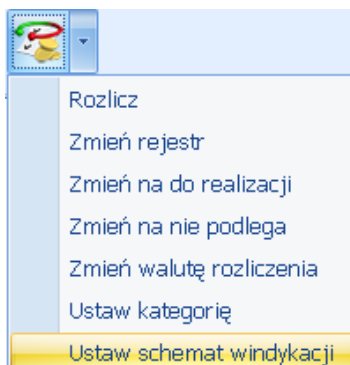 Rozlicz
Zmień rejestr
Zmień na do realizacji
Zmień na nie podlega
Zmień walutę rozliczenia
Ustaw kategorię
Ustaw schemat windykacji